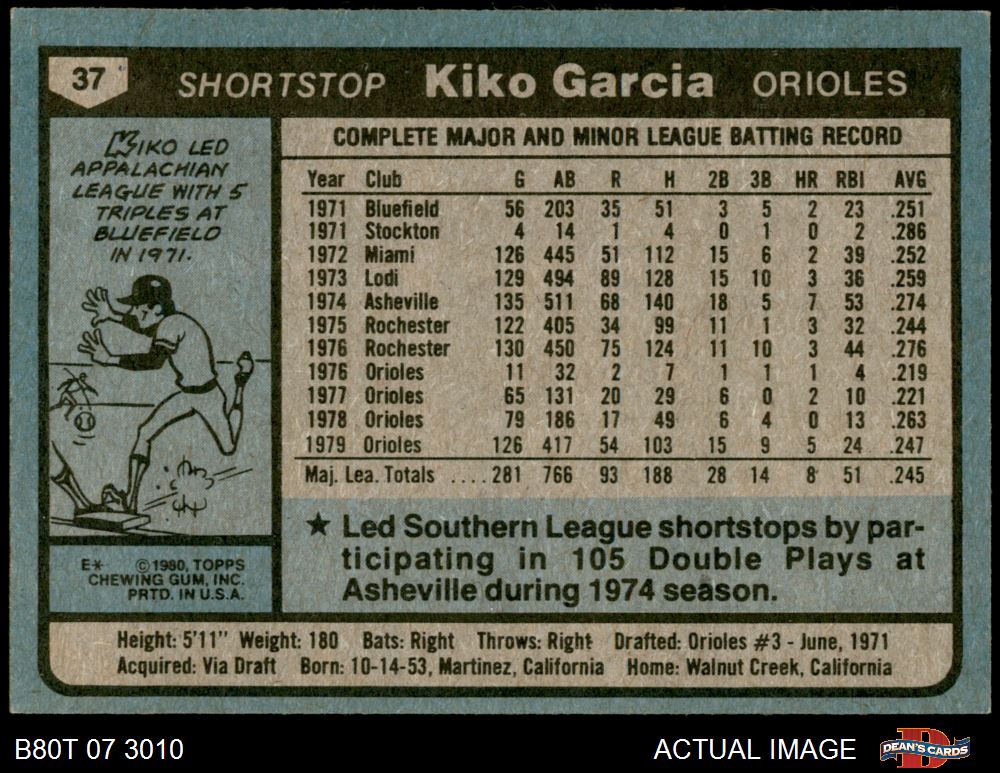 37 SHORTSTOP Kiko Garcia ORIOLES
KIKO LED
APPALACHIAN
LEAGUE WITH 5
TRIPLES AT
BLUEFIELD
IN 1971.
E* ©1980, TOPPS
CHEWING GUM, INC.
PRTD. IN U.S.A.
COMPLETE MAJOR AND MINOR LEAGUE BATTING RECORD
Year Club G AB R H 2B 3B HR RBI AVG
1971 Bluefield 56 203 35 51 3 5 2 23 .251
1971 Stockton 4 14 1 4 0 1 0 2 .286
1972 Miami 126 445 51 112 15 6 2 39 .252
1973 Lodi 129 494 89 128 15 10 3 36 .259
1974 Asheville 135 511 68 140 18 5 7 53 .274
1975 Rochester 122 405 34 99 11 1 3 32 .244
1976 Rochester 130 450 75 124 11 10 3 44 .276
1976 Orioles 11 32 2 7 1 1 1 4 .219
1977 Orioles 65 131 20 29 6 0 2 10 .221
1978 Orioles 79 186 17 49 6 4 0 13 .263
1979 Orioles 126 417 54 103 15 9 5 24 .247
Maj. Lea. Totals ....281 766 93 188 28 14 8 51 .245
★ Led Southern League shortstops by par-
ticipating in 105 Double Plays at
Asheville during 1974 season.
Height: 5'11" Weight: 180 Bats: Right Throws: Right Drafted: Orioles #3 - June, 1971
Acquired: Via Draft Born: 10-14-53, Martinez, California Home: Walnut Creek, California
B80T 07 3010 ACTUAL IMAGE DEAN'S CARDS